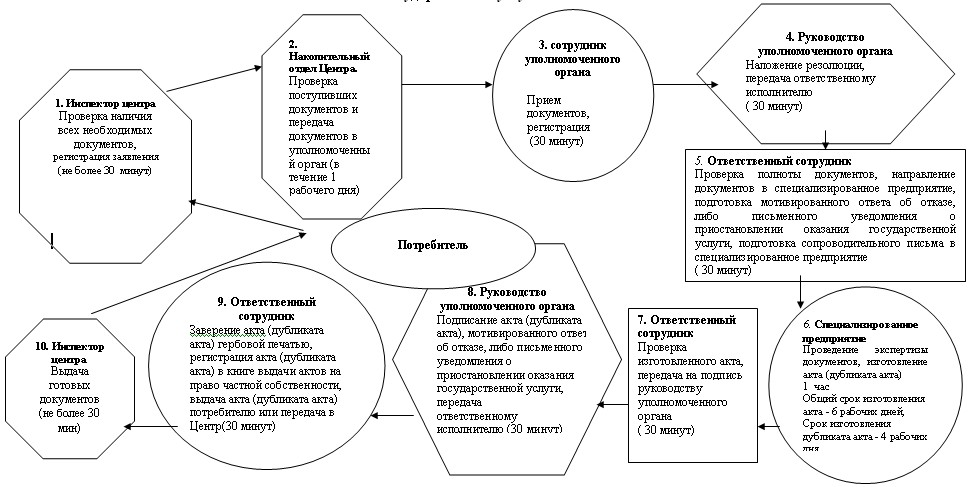 1. Инспектор центра
Проверка наличия
всех необходимых
документов,
регистрация заявления
(не более 30 минут)
2.
Накопительный
отдел Центра.
Проверка
поступивших
документов и
передача
документов в
уполномоченны
й орган (в
течение 1
рабочего дня)
3. сотрудник
уполномоченного
органа
Прием
документов,
регистрация
(30 минут)
4. Руководство
уполномоченного органа
Наложение резолюции,
передача ответственному
исполнителю
( 30 минут)
5. Ответственный сотрудник
Проверка полноты документов, направление
документов в специализированное предприятие,
подготовка мотивированного ответа об отказе,
либо письменного уведомления о
приостановлении оказания государственной
услуги, подготовка сопроводительного письма в
специализированное предприятие
( 30 минут)
Потребитель
6. Специализированное
предприятие
Проведение экспертизы
документов, изготовление
акта (дубликата акта)
1 час
Общий срок изготовления
акта - 6 рабочих дней,
Срок изготовления
дубликата акта - 4 рабочих
дня
7. Ответственный
сотрудник
Проверка
изготовленного акта,
передача на подпись
руководству
уполномоченного
органа
( 30 минут)
8. Руководство
уполномоченного органа
Подписание акта (дубликата
акта), мотивированного ответ
об отказе, либо письменного
уведомления о
приостановлении оказания
государственной услуги,
передача
ответственному
исполнителю (30 минут)
9. Ответственный
сотрудник
Заверение акта (дубликата
акта) гербовой печатью,
регистрация акта (дубликата
акта) в книге выдачи актов на
право частной собственности,
выдача акта (дубликата акта)
потребителю или передача в
Центр(30 минут)
10. Инспектор
центра
Выдача
готовых
документов
(не более 30
мин)